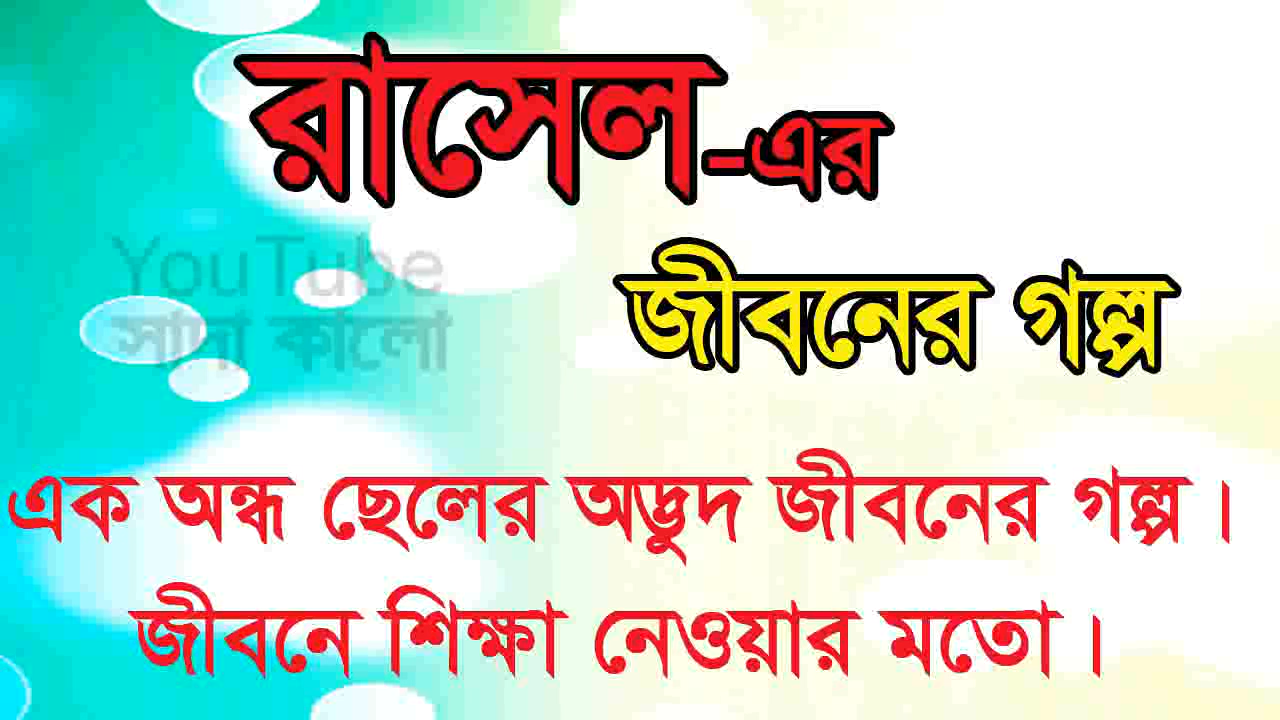 রাসেল-এর
জীবনের গল্প
YouTube
সাদা কালো
এক অন্ধ ছেলের অদ্ভুদ জীবনের গল্প।
জীবনে শিক্ষা নেওয়ার মতো।